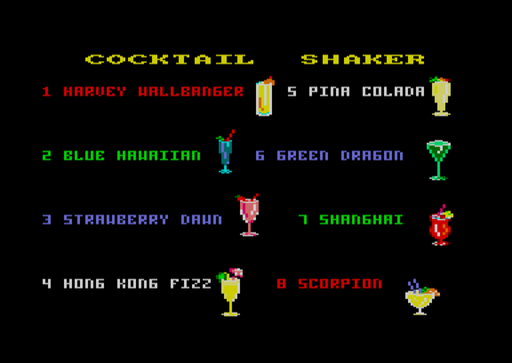 COCKTAIL SHAKER
1 HARVEY WALLBANGER
5 PINA COLADA
2 BLUE HAWAIIAN
6 GREEN DRAGON
3 STRAWBERRY DAWN
7 SHANGHAI
4 HONG KONG FIZZ
8 SCORPION